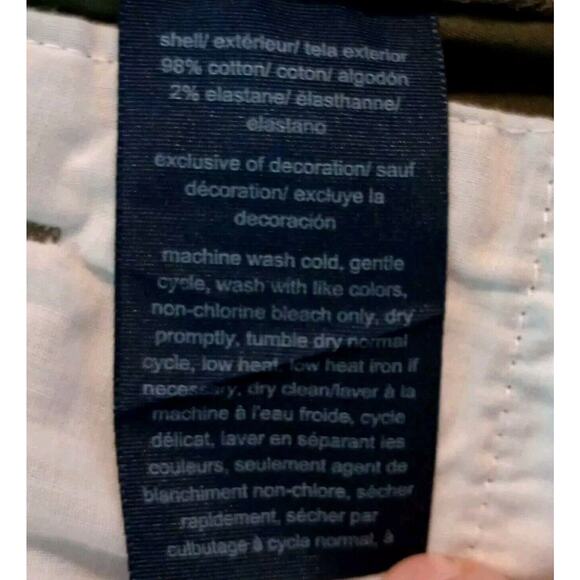 shell/ extérieur/ tela exterior
98% cotton/ coton/ algodón
2% elastane/ élasthanne/
elastano
exclusive of decoration/ sauf
décoration/ excluye la
decoración
machine wash cold, gentle
cycle, wash with like colors,
non-chlorine bleach only, dry
promptly, tumble dry normal
cycle, low heat, low heat iron if
necessary, dry clean/laver à la
machine à l'eau froide, cycle
délicat, laver en séparant les
couleurs, seulement agent de
blanchiment non-chlore, sécher
rapidement, sécher par
culbutage à cycle normal, à